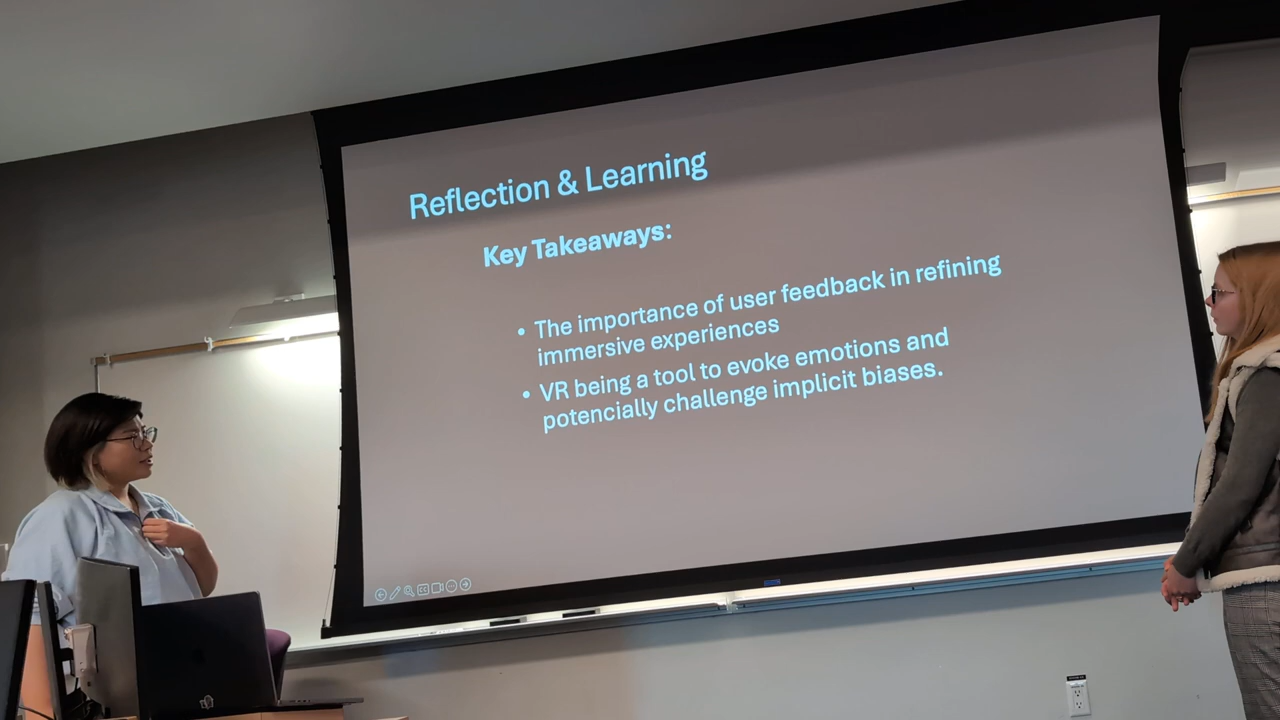 Reflection & Learning
Key Takeaways:
• The importance of user feedback in refining
immersive experiences
• VR being a tool to evoke emotions and
potencially challenge implicit biases.